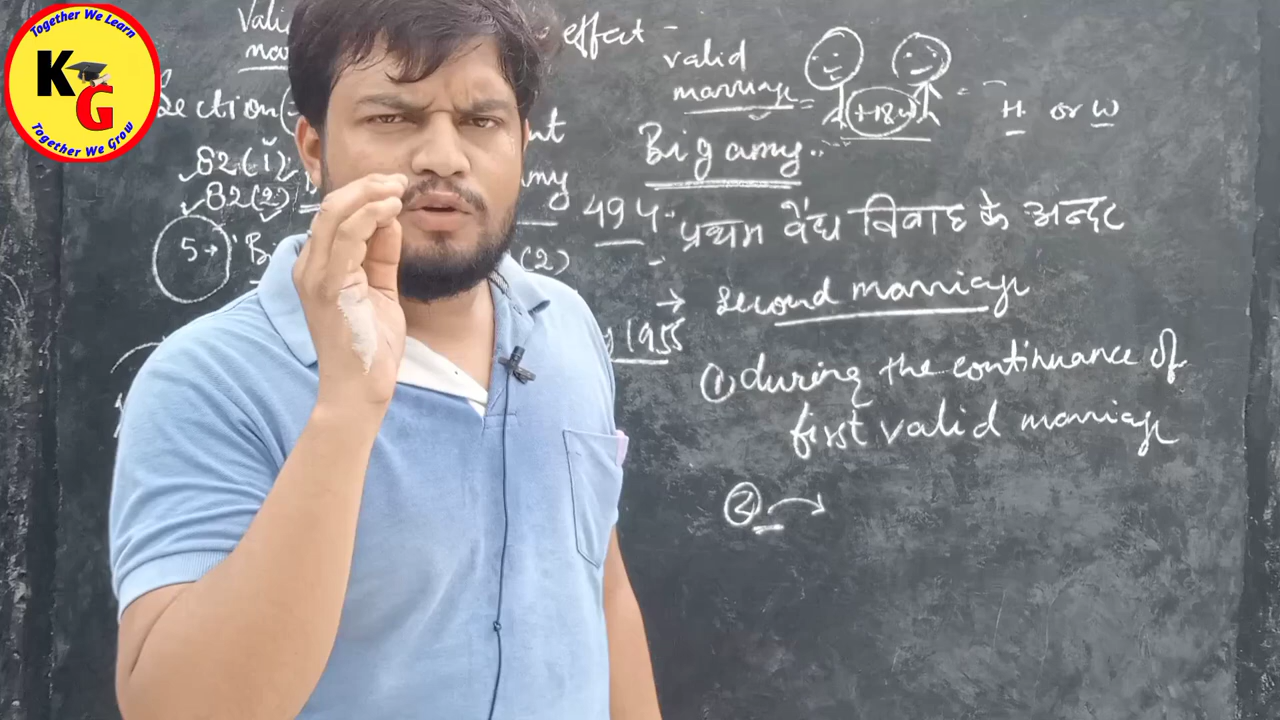 Together We Learn
KG
Together We Grow
effect -
valid
marriage =
H or W
Section
82(i)
82(2)
Bigamy..
494
5→
(2)
प्रथम वैध विवाह के अन्दर
→ Second marriage
1955
① during the continuance of
first valid marriage
②